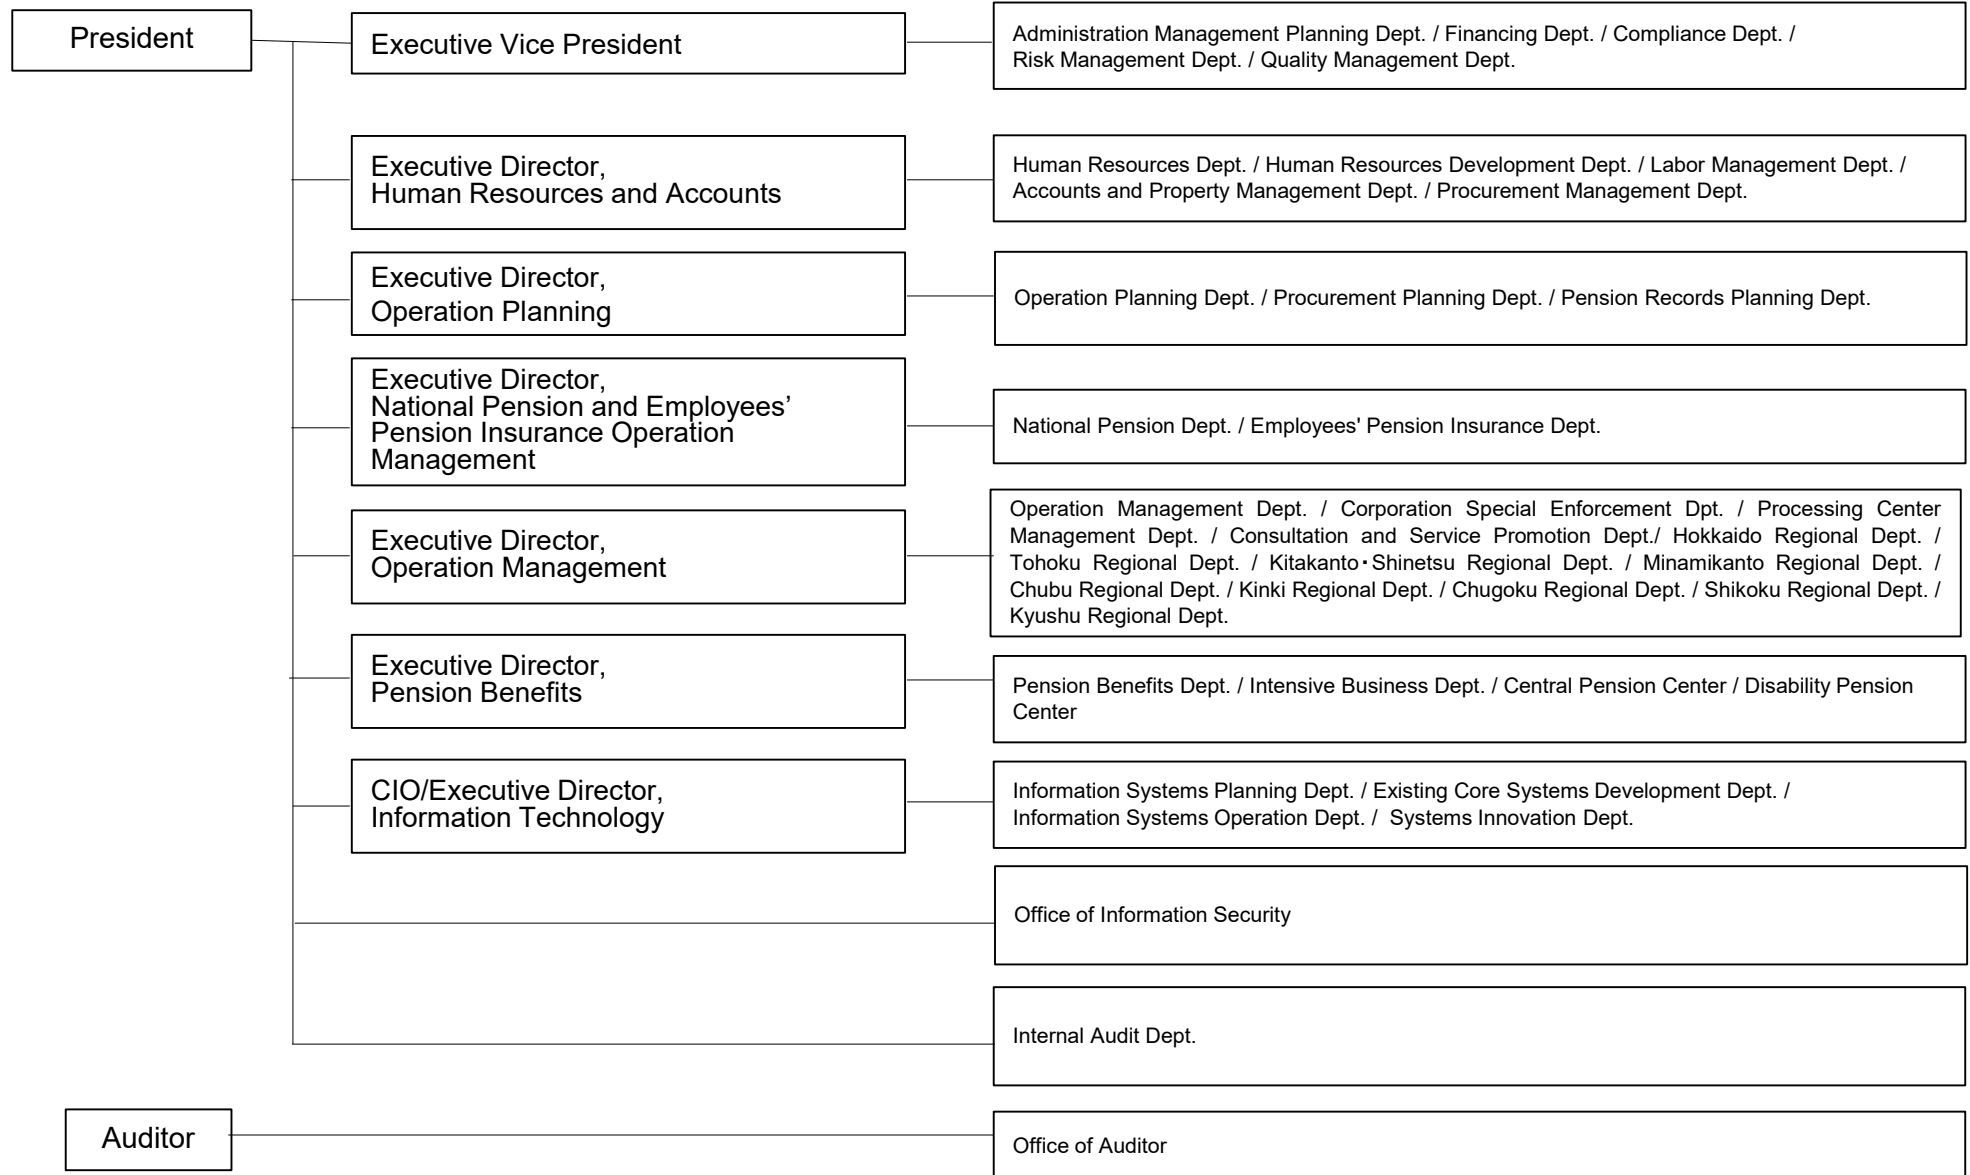 President
Executive Vice President
Administration Management Planning Dept. / Financing Dept. / Compliance Dept. /
Risk Management Dept. / Quality Management Dept.
Executive Director,
Human Resources and Accounts
Human Resources Dept. / Human Resources Development Dept. / Labor Management Dept. /
Accounts and Property Management Dept. / Procurement Management Dept.
Executive Director,
Operation Planning
Operation Planning Dept. / Procurement Planning Dept. / Pension Records Planning Dept.
Executive Director,
National Pension and Employees’
Pension Insurance Operation
Management
National Pension Dept. / Employees' Pension Insurance Dept.
Executive Director,
Operation Management
Operation Management Dept. / Corporation Special Enforcement Dpt. / Processing Center
Management Dept. / Consultation and Service Promotion Dept./ Hokkaido Regional Dept. /
Tohoku Regional Dept. / Kitakanto・Shinetsu Regional Dept. / Minamikanto Regional Dept. /
Chubu Regional Dept. / Kinki Regional Dept. / Chugoku Regional Dept. / Shikoku Regional Dept. /
Kyushu Regional Dept.
Executive Director,
Pension Benefits
Pension Benefits Dept. / Intensive Business Dept. / Central Pension Center / Disability Pension
Center
CIO/Executive Director,
Information Technology
Information Systems Planning Dept. / Existing Core Systems Development Dept. /
Information Systems Operation Dept. / Systems Innovation Dept.
Office of Information Security
Internal Audit Dept.
Auditor
Office of Auditor